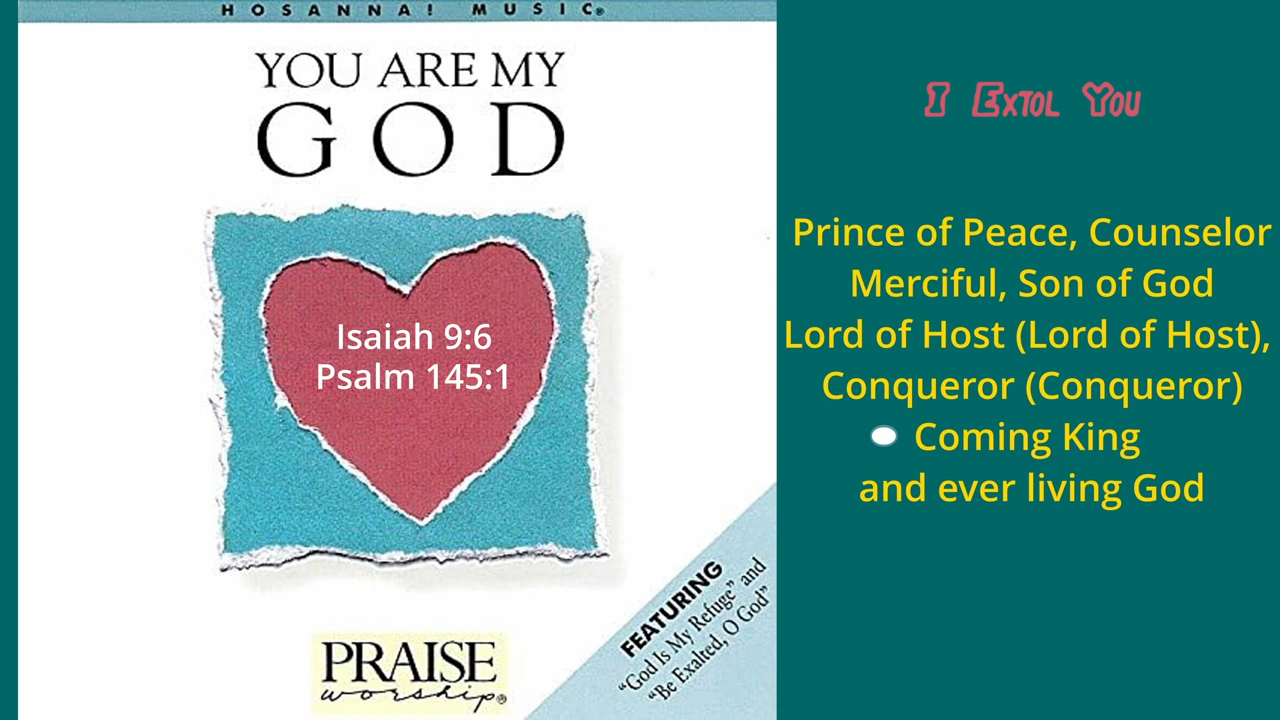 HOSANNA! MUSIC®
YOU ARE MY
GOD
Isaiah 9:6
Psalm 145:1
FEATURING
“God Is My Refuge” and
“Be Exalted, O God”
PRAISE
worship®
I Extol You
Prince of Peace, Counselor
Merciful, Son of God
Lord of Host (Lord of Host),
Conqueror (Conqueror)
Coming King
and ever living God